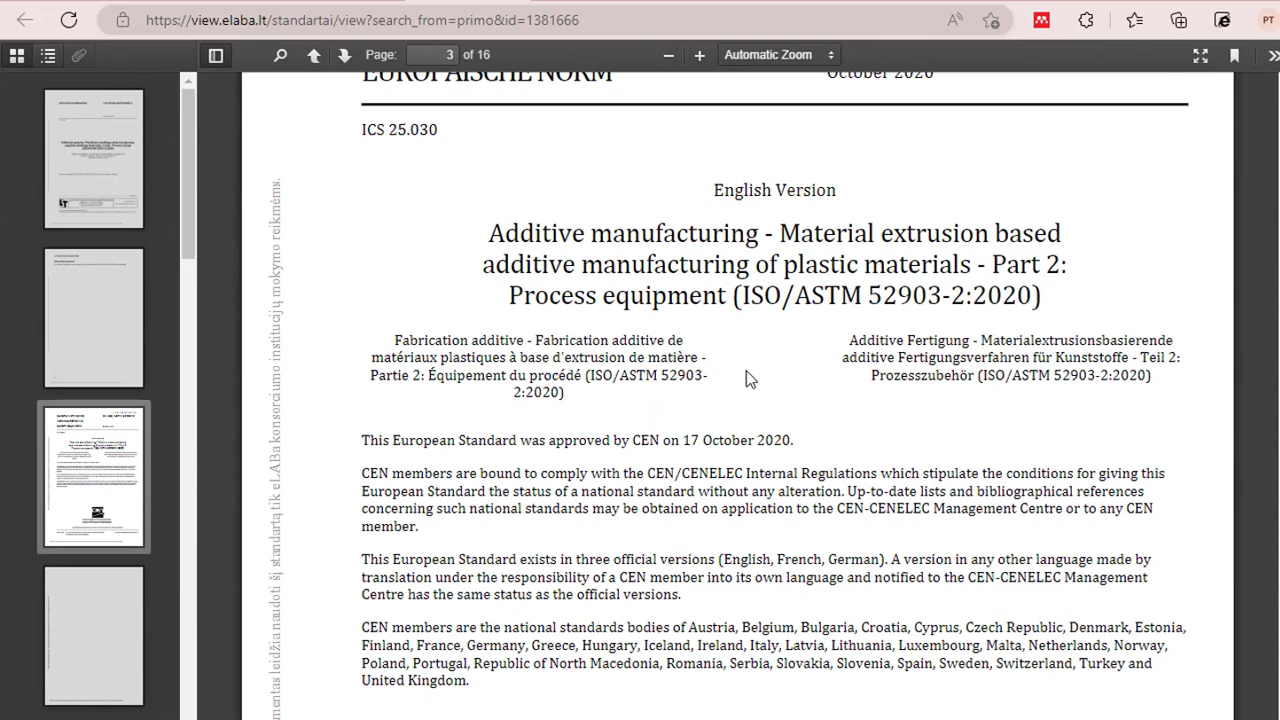 https://view.elaba.lt/standartai/view?search_from=primo&id=1381666
PT
Page: 3 of 16
Automatic Zoom
EUROPÄISCHE NORM
October 2020
ICS 25.030
English Version
Additive manufacturing - Material extrusion based
additive manufacturing of plastic materials - Part 2:
Process equipment (ISO/ASTM 52903-2:2020)
Fabrication additive - Fabrication additive de
matériaux plastiques à base d'extrusion de matière -
Partie 2: Équipement du procédé (ISO/ASTM 52903-
2:2020)
Additive Fertigung - Materialextrusionsbasierende
additive Fertigungsverfahren für Kunststoffe - Teil 2:
Prozesszubehör (ISO/ASTM 52903-2:2020)
This European Standard was approved by CEN on 17 October 2020.
CEN members are bound to comply with the CEN/CENELEC Internal Regulations which stipulate the conditions for giving this
European Standard the status of a national standard without any alteration. Up-to-date lists and bibliographical references
concerning such national standards may be obtained on application to the CEN-CENELEC Management Centre or to any CEN
member.
This European Standard exists in three official versions (English, French, German). A version in any other language made by
translation under the responsibility of a CEN member into its own language and notified to the CEN-CENELEC Management
Centre has the same status as the official versions.
CEN members are the national standards bodies of Austria, Belgium, Bulgaria, Croatia, Cyprus, Czech Republic, Denmark, Estonia,
Finland, France, Germany, Greece, Hungary, Iceland, Ireland, Italy, Latvia, Lithuania, Luxembourg, Malta, Netherlands, Norway,
Poland, Portugal, Republic of North Macedonia, Romania, Serbia, Slovakia, Slovenia, Spain, Sweden, Switzerland, Turkey and
United Kingdom.
leidžia naudoti šį standartą tik eLABa konsorciumo institucijų mokymo reikmėms.